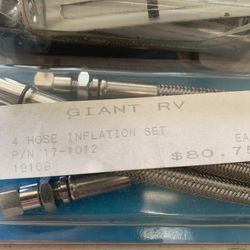 GIANT RV
4 HOSE INFLATION SET EA
P/N 17-1012 $80.75
19108